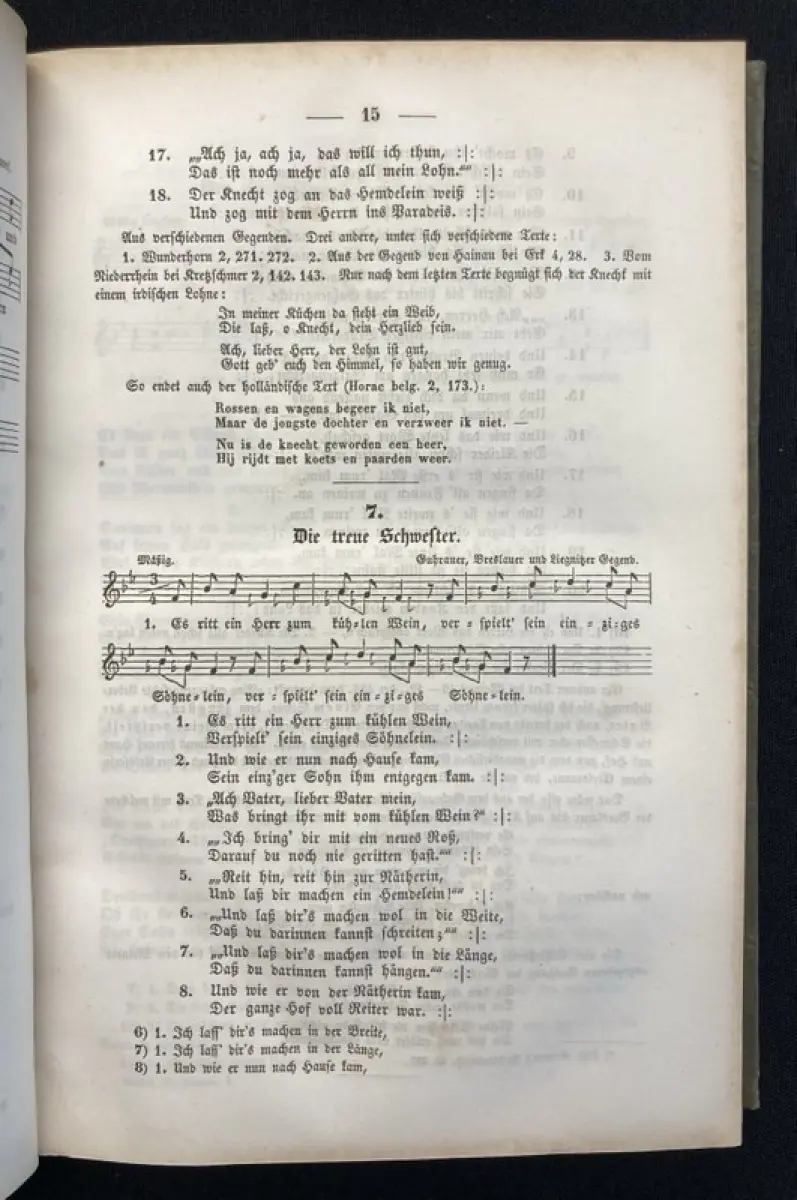 — 15 —
17. „„Ach ja, ach ja, das will ich thun, :|:
Das ist noch mehr als all mein Lohn.““ :|:
18. Der Knecht zog an das Hemdelein weiß :|:
Und zog mit dem Herrn ins Paradeis. :|:
Aus verschiedenen Gegenden. Drei andere, unter sich verschiedene Texte:
1. Wunderhorn 2, 271. 272. 2. Aus der Gegend von Hainau bei Erk 4, 28. 3. Vom
Niederrhein bei Kretzschmer 2, 142. 143. Nur nach dem letzten Texte begnügt sich der Knecht mit
einem irdischen Lohne:
In meiner Küchen da steht ein Weib,
Die laß, o Knecht, dein Herzlieb sein.
Ach, lieber Herr, der Lohn ist gut,
Gott geb' euch den Himmel, so haben wir genug.
So endet auch der holländische Text (Horae belg. 2, 173.):
Rossen en wagens begeer ik niet,
Maar de jongste dochter en verzweer ik niet. —
Nu is de knecht geworden een heer,
Hij rijdt met koets en paarden weer.
7.
Die treue Schwester.
Mäßig. Guhrauer, Breslauer und Liegnitzer Gegend.
1. Es ritt ein Herr zum küh-len Wein, ver-spielt' sein ein-zi-ges
Söhne-lein, ver-spielt' sein ein-zi-ges Söhne-lein.
1. Es ritt ein Herr zum kühlen Wein,
Verspielt' sein einziges Söhnelein. :|:
2. Und wie er nun nach Hause kam,
Sein einz'ger Sohn ihm entgegen kam. :|:
3. „Ach Vater, lieber Vater mein,
Was bringt ihr mit vom kühlen Wein?“ :|:
4. „„Ich bring' dir mit ein neues Roß,
Darauf du noch nie geritten hast.““ :|:
5. „„Reit hin, reit hin zur Nätherin,
Und laß dir machen ein Hemdelein!““ :|:
6. „„Und laß dir's machen wol in die Weite,
Daß du darinnen kannst schreiten;““ :|:
7. „„Und laß dir's machen wol in die Länge,
Daß du darinnen kannst hängen.““ :|:
8. Und wie er von der Nätherin kam,
Der ganze Hof voll Reiter war. :|:
6) 1. Ich lass' dir's machen in der Breite,
7) 1. Ich lass' dir's machen in der Länge,
8) 1. Und wie er nun nach Hause kam,